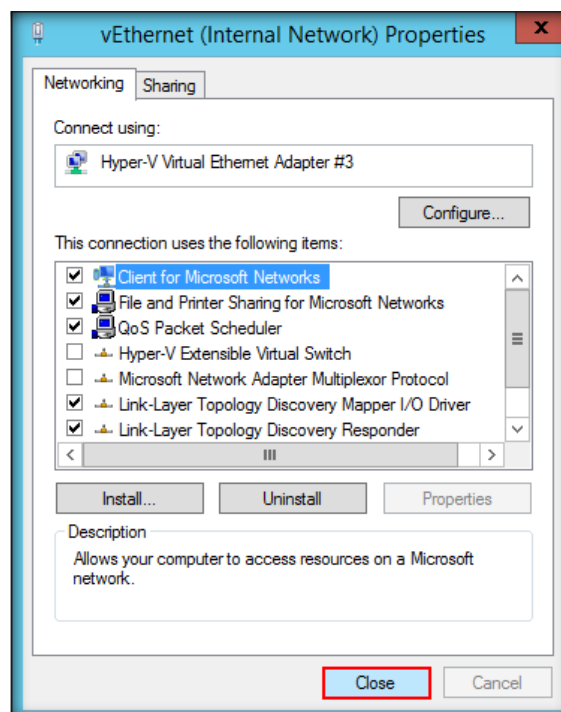 vEthernet (Internal Network) Properties
x
Networking
Sharing
Connect using:
Hyper-V Virtual Ethernet Adapter #3
Configure...
This connection uses the following items:
Client for Microsoft Networks
File and Printer Sharing for Microsoft Networks
QoS Packet Scheduler
Hyper-V Extensible Virtual Switch
Microsoft Network Adapter Multiplexor Protocol
Link-Layer Topology Discovery Mapper I/O Driver
Link-Layer Topology Discovery Responder
Install...
Uninstall
Properties
Description
Allows your computer to access resources on a Microsoft
network.
Close
Cancel